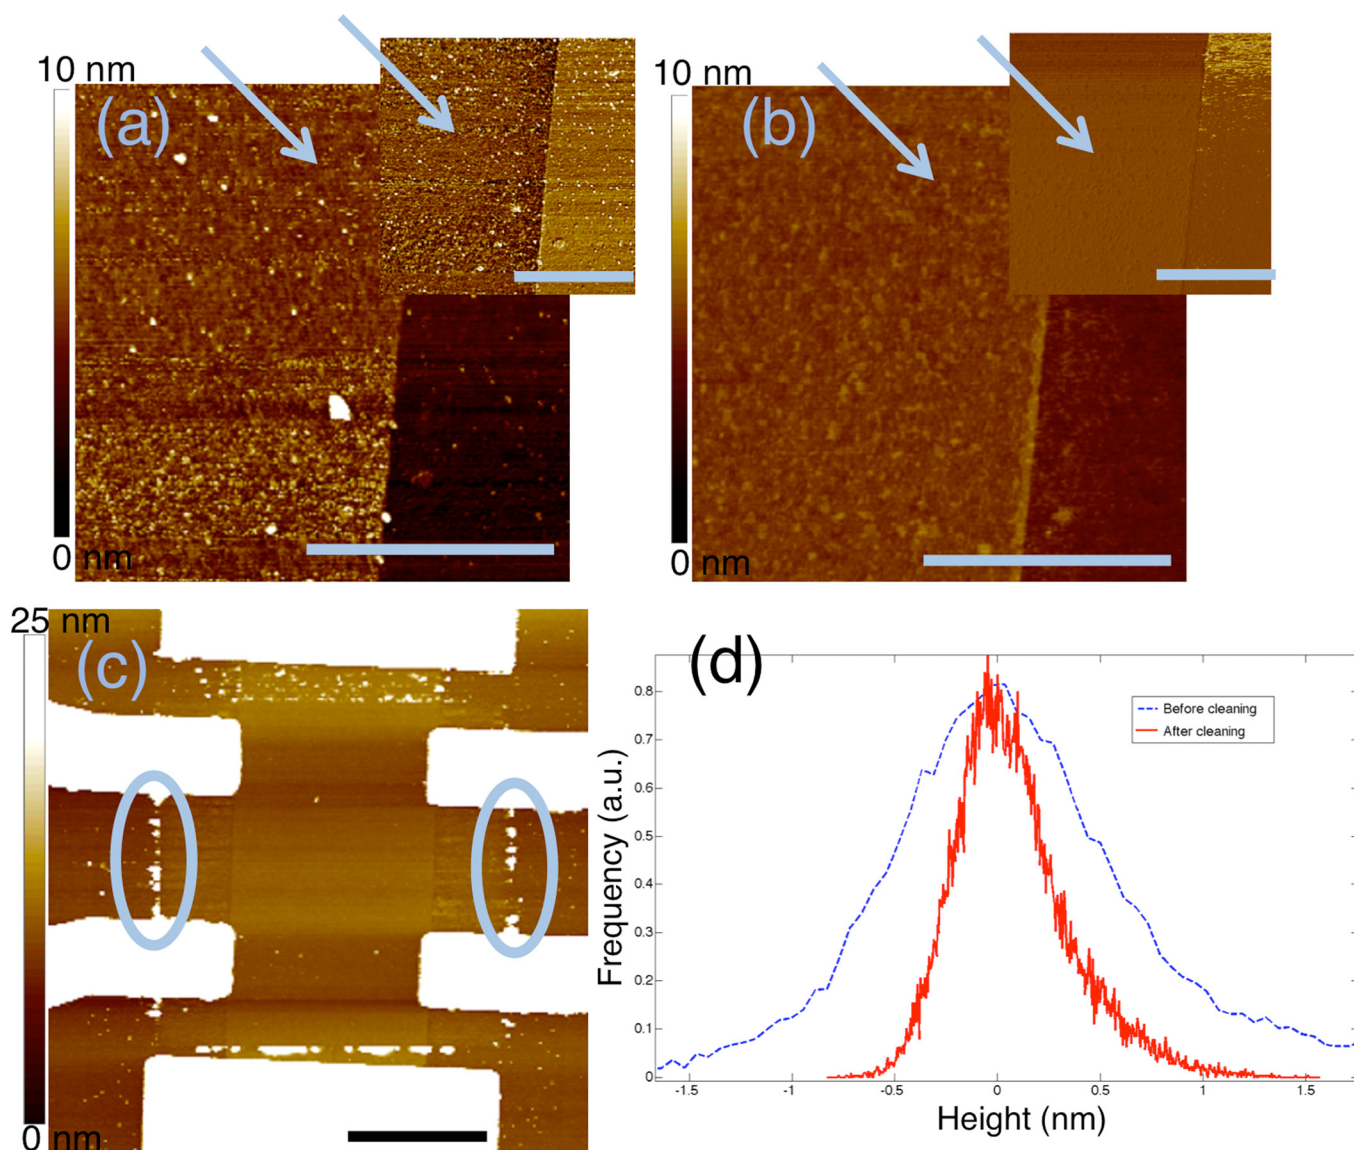 10 nm
(a)
0 nm
10 nm
(b)
0 nm
25 nm
(c)
0 nm
(d)
0.8
0.7
0.6
0.5
0.4
0.3
0.2
0.1
0
-1.5
-1
-0.5
0
0.5
1
1.5
Frequency (a.u.)
Height (nm)
Before cleaning
After cleaning